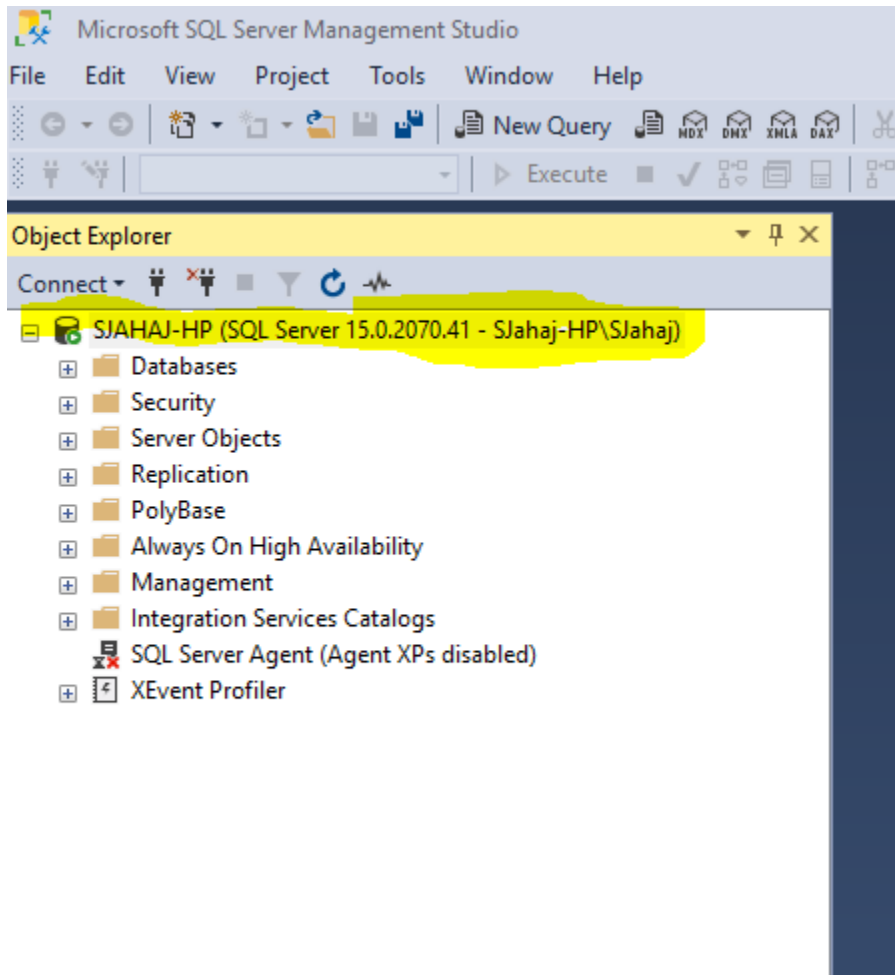 Microsoft SQL Server Management Studio
File Edit View Project Tools Window Help
New Query MDX DMX XMLA DAX
Execute
Object Explorer
Connect
SJAHAJ-HP (SQL Server 15.0.2070.41 - SJahaj-HP\SJahaj)
Databases
Security
Server Objects
Replication
PolyBase
Always On High Availability
Management
Integration Services Catalogs
SQL Server Agent (Agent XPs disabled)
XEvent Profiler